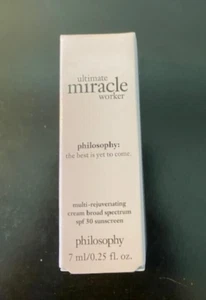 ultimate
miracle
worker
philosophy:
the best is yet to come.
multi-rejuvenating
cream broad spectrum
spf 30 sunscreen
philosophy
7 ml/0.25 fl. oz.